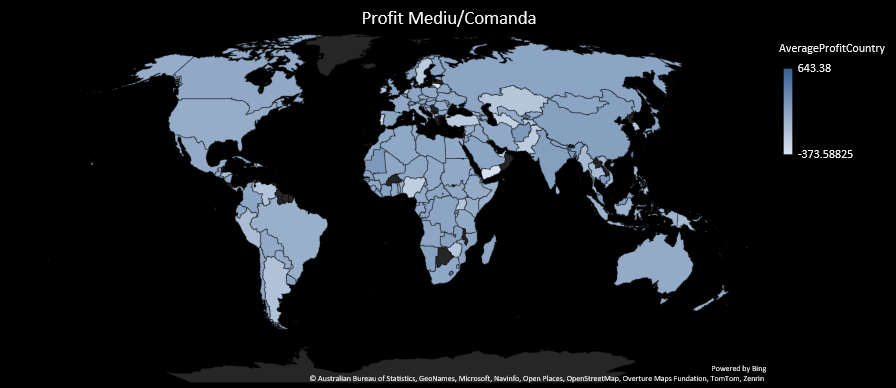 Profit Mediu/Comanda
AverageProfitCountry
643.38
-373.58825
Powered by Bing
© Australian Bureau of Statistics, GeoNames, Microsoft, Navinfo, Open Places, OpenStreetMap, Overture Maps Fundation, TomTom, Zenrin